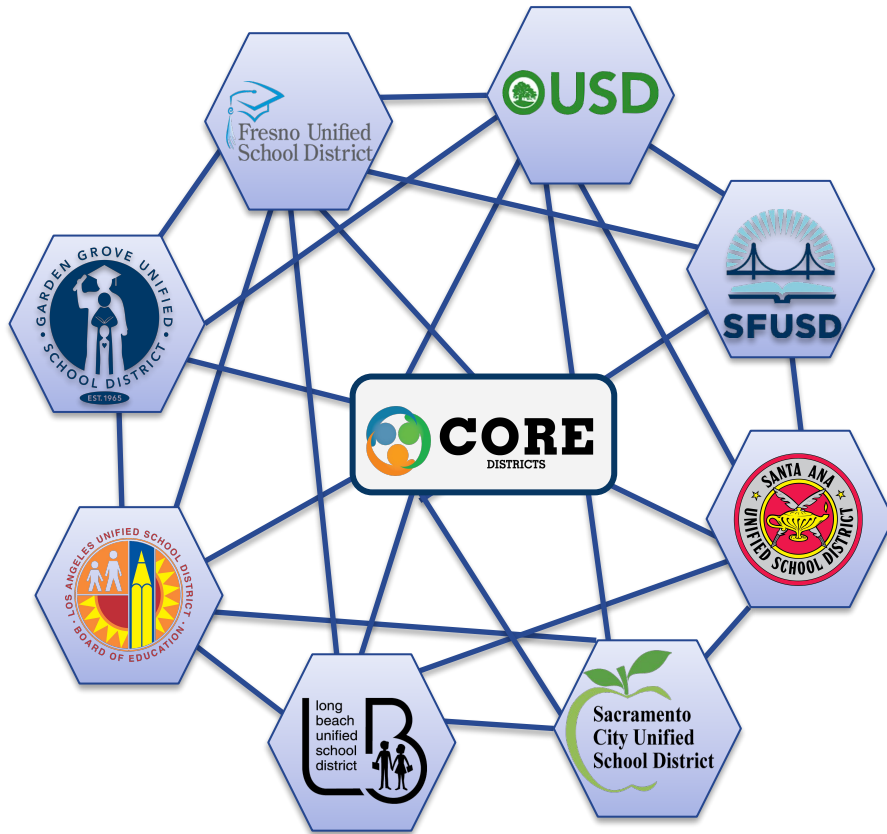 OUSD
Fresno Unified
School District
SFUSD
GARDEN GROVE UNIFIED
SCHOOL DISTRICT
EST.1965
CORE
DISTRICTS
SANTA ANA
UNIFIED SCHOOL DISTRICT
LOS ANGELES UNIFIED SCHOOL DISTRICT
BOARD OF EDUCATION
long
beach
unified
school
district
LB
Sacramento
City Unified
School District